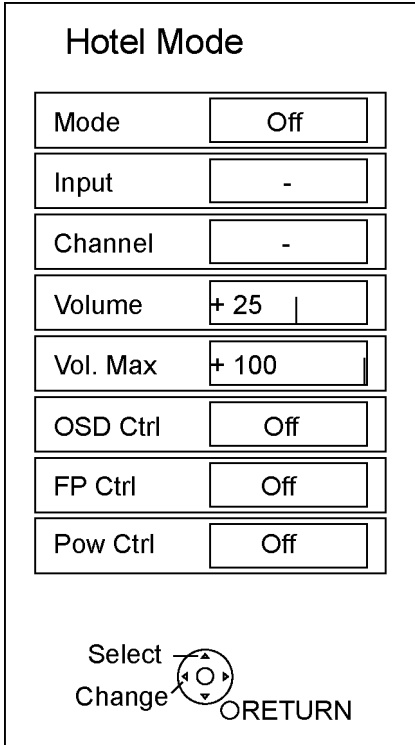 Hotel Mode
Mode Off
Input -
Channel -
Volume + 25
Vol. Max + 100
OSD Ctrl Off
FP Ctrl Off
Pow Ctrl Off
Select
Change
RETURN